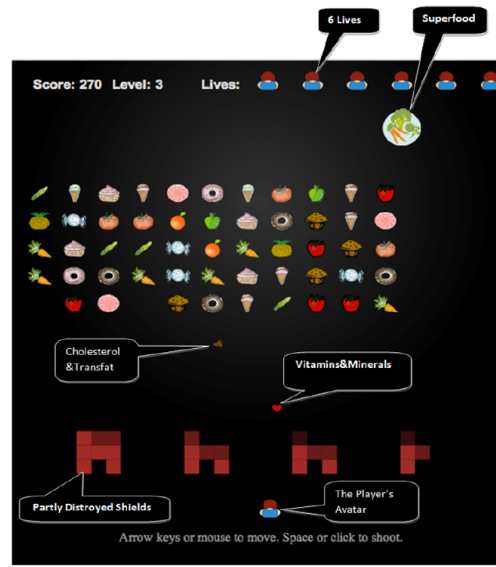 6 Lives
Superfood
Score: 270 Level: 3 Lives:
Cholesterol
&Transfat
Vitamins&Minerals
Partly Distroyed Shields
The Player's
Avatar
Arrow keys or mouse to move. Space or click to shoot.